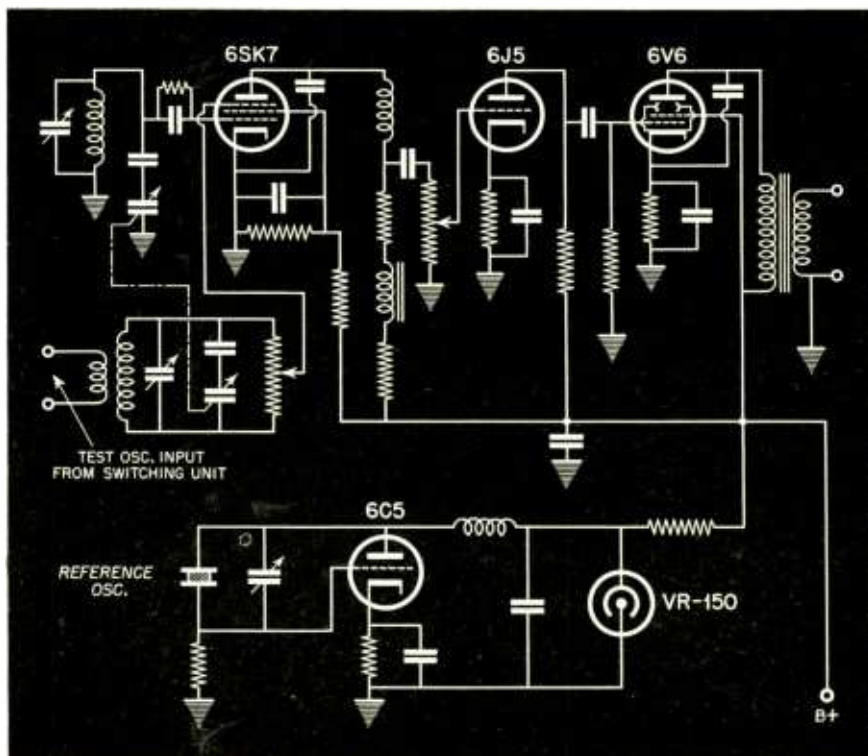 6SK7
6J5
6V6
TEST OSC. INPUT
FROM SWITCHING UNIT
6C5
REFERENCE
OSC.
VR-150
B+